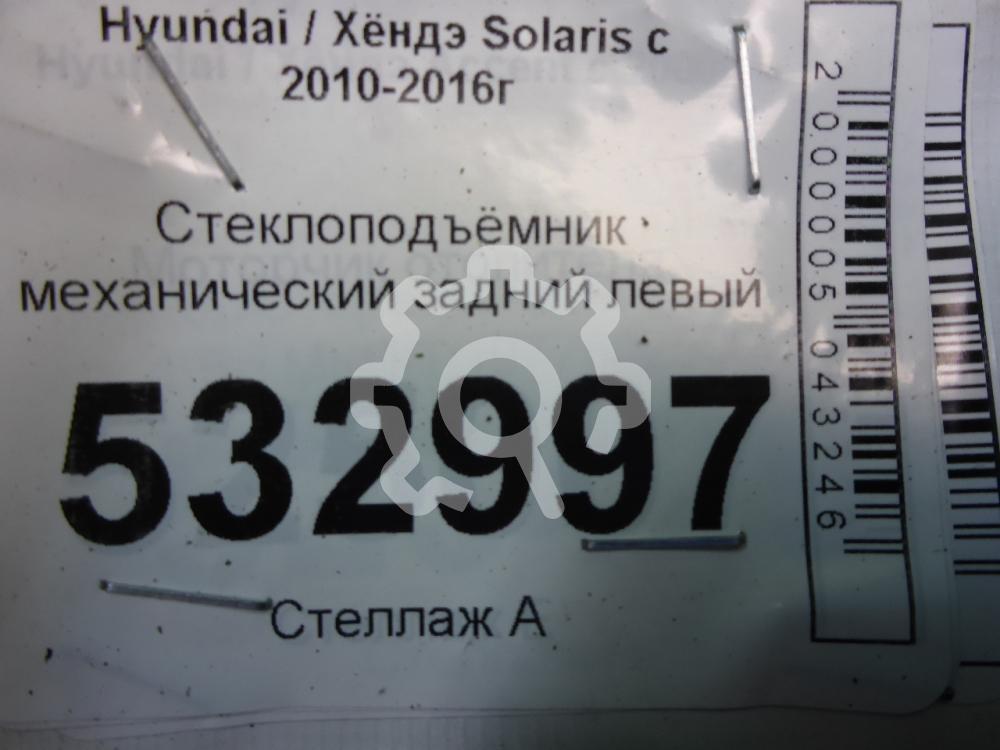 Hyundai / Хёндэ Solaris с
2010-2016г
Стеклоподъёмник
механический задний левый
532997
Стеллаж А
2000005043246